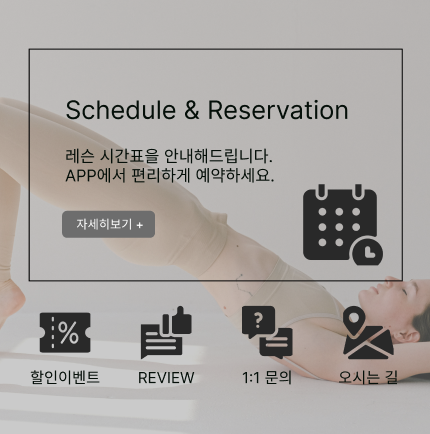 Schedule & Reservation
레슨 시간표을 안내해드립니다.
APP에서 편리하게 예약하세요.
자세히보기 +
%
?
할인이벤트
REVIEW
1:1 문의
오시는 길